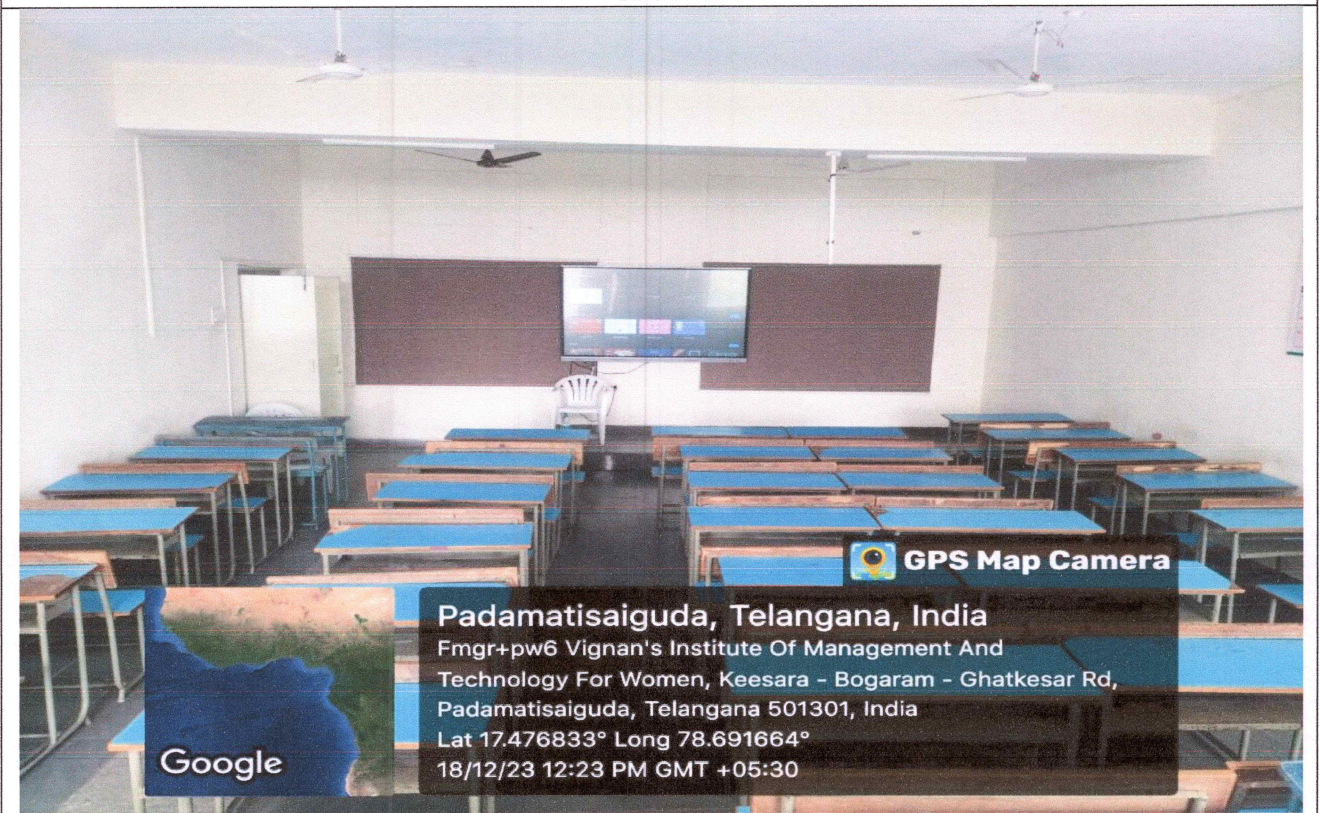 GPS Map Camera
Padamatisaiguda, Telangana, India
Fmgr+pw6 Vignan's Institute Of Management And
Technology For Women, Keesara - Bogaram - Ghatkesar Rd,
Padamatisaiguda, Telangana 501301, India
Lat 17.476833° Long 78.691664°
18/12/23 12:23 PM GMT +05:30
Google